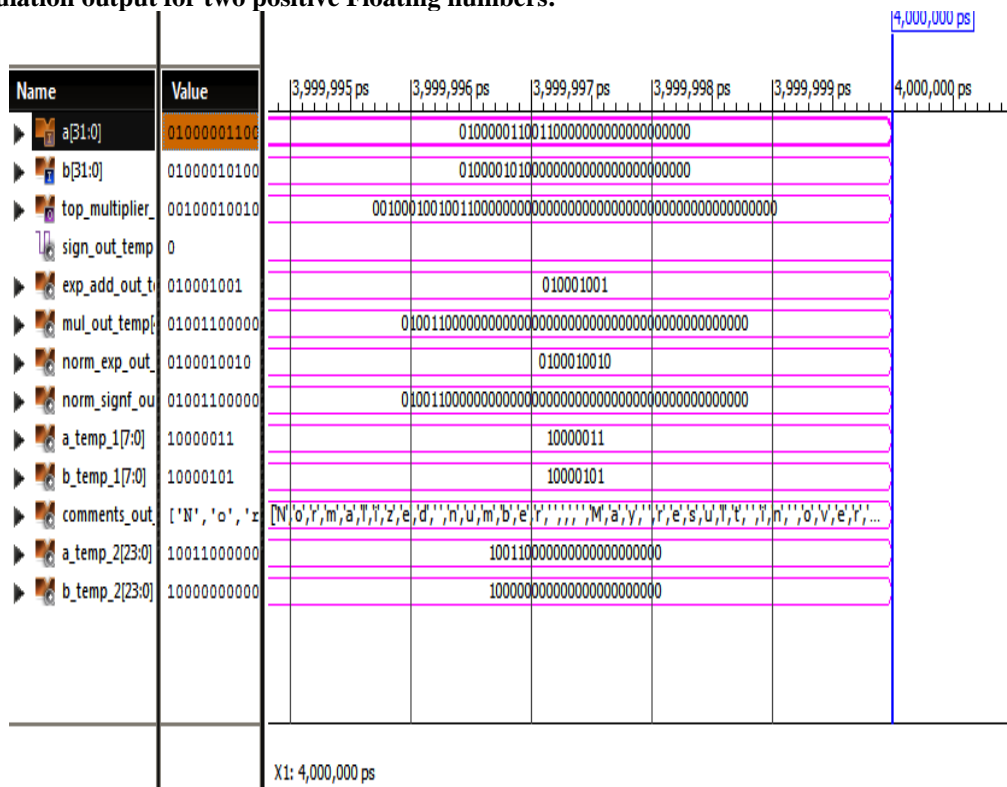 ulation output for two positive Floating numbers:
4,000,000 ps
Name Value 3,999,995 ps 3,999,996 ps 3,999,997 ps 3,999,998 ps 3,999,999 ps 4,000,000 ps
a[31:0] 01000001100 01000001100110000000000000000000
b[31:0] 01000010100 01000010100000000000000000000000
top_multiplier_ 00100010010 00100010010011000000000000000000000000000000000000000000
sign_out_temp 0
exp_add_out_t 010001001 010001001
mul_out_temp[ 01001100000 010011000000000000000000000000000000000000000000
norm_exp_out_ 0100010010 0100010010
norm_signf_ou 01001100000 010011000000000000000000000000000000000000000000
a_temp_1[7:0] 10000011 10000011
b_temp_1[7:0] 10000101 10000101
comments_out_ ['N','o','r ['N','o','r','m','a','l','i','z','e','d',' ','n','u','m','b','e','r',' ',',',' ','M','a','y',' ','r','e','s','u','l','t',' ','i','n',' ','o','v','e','r',...
a_temp_2[23:0] 10011000000 100110000000000000000000
b_temp_2[23:0] 10000000000 100000000000000000000000
X1: 4,000,000 ps